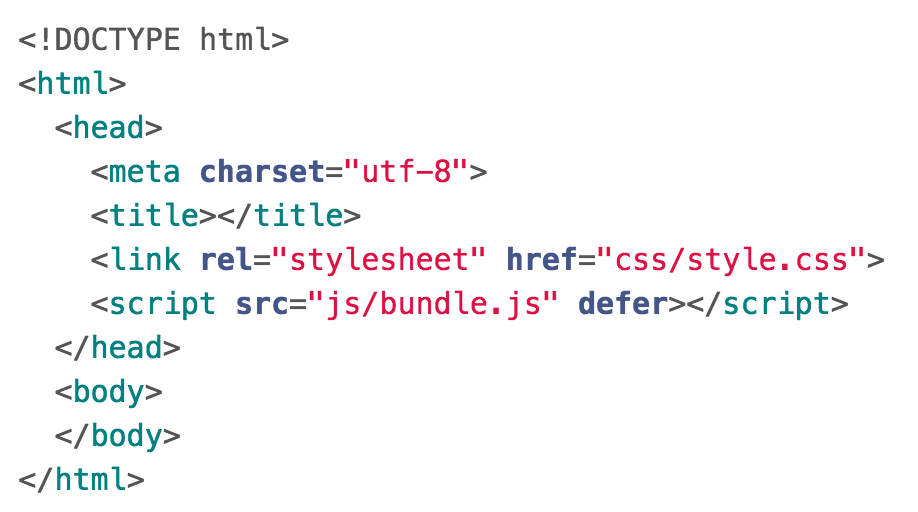 <!DOCTYPE html>
<html>
  <head>
    <meta charset="utf-8">
    <title></title>
    <link rel="stylesheet" href="css/style.css">
    <script src="js/bundle.js" defer></script>
  </head>
  <body>
  </body>
</html>